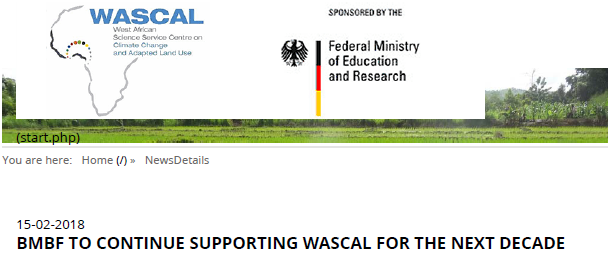 WASCAL
West African
Science Service Centre on
Climate Change
and Acapted Land Use
SPONSORED BY THE
Federal Ministry
of Education
and Research
(start.php)
You are here: Home (/) » NewsDetails
15-02-2018
BMBF TO CONTINUE SUPPORTING WASCAL FOR THE NEXT DECADE